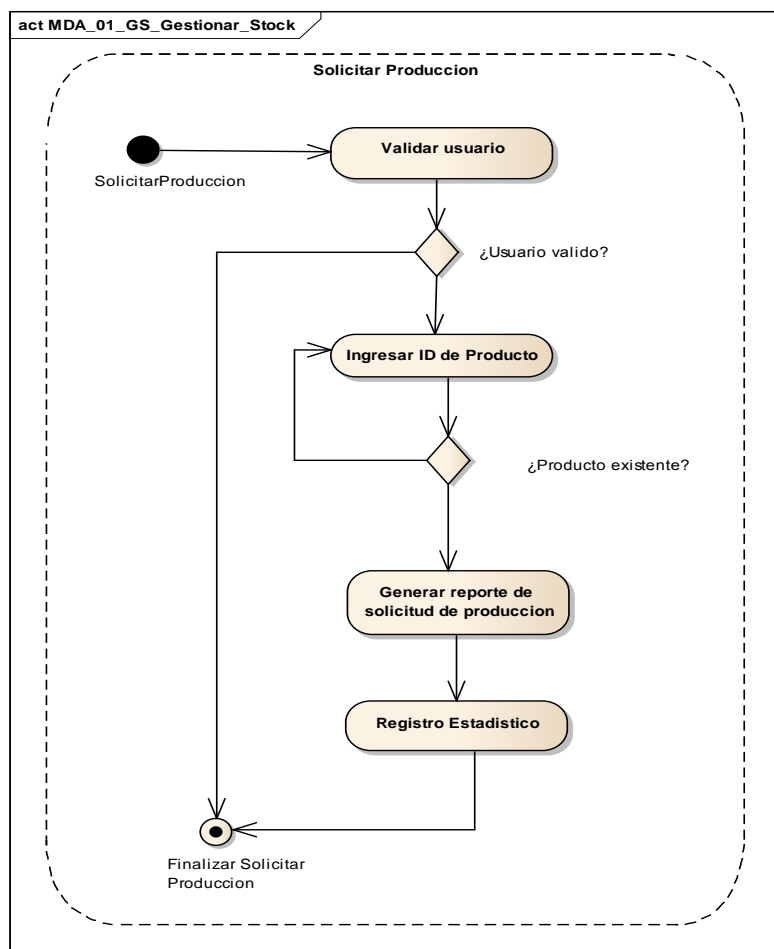 act MDA_01_GS_Gestionar_Stock
Solicitar Produccion
Validar usuario
SolicitarProduccion
¿Usuario valido?
Ingresar ID de Producto
¿Producto existente?
Generar reporte de
solicitud de produccion
Registro Estadistico
Finalizar Solicitar
Produccion